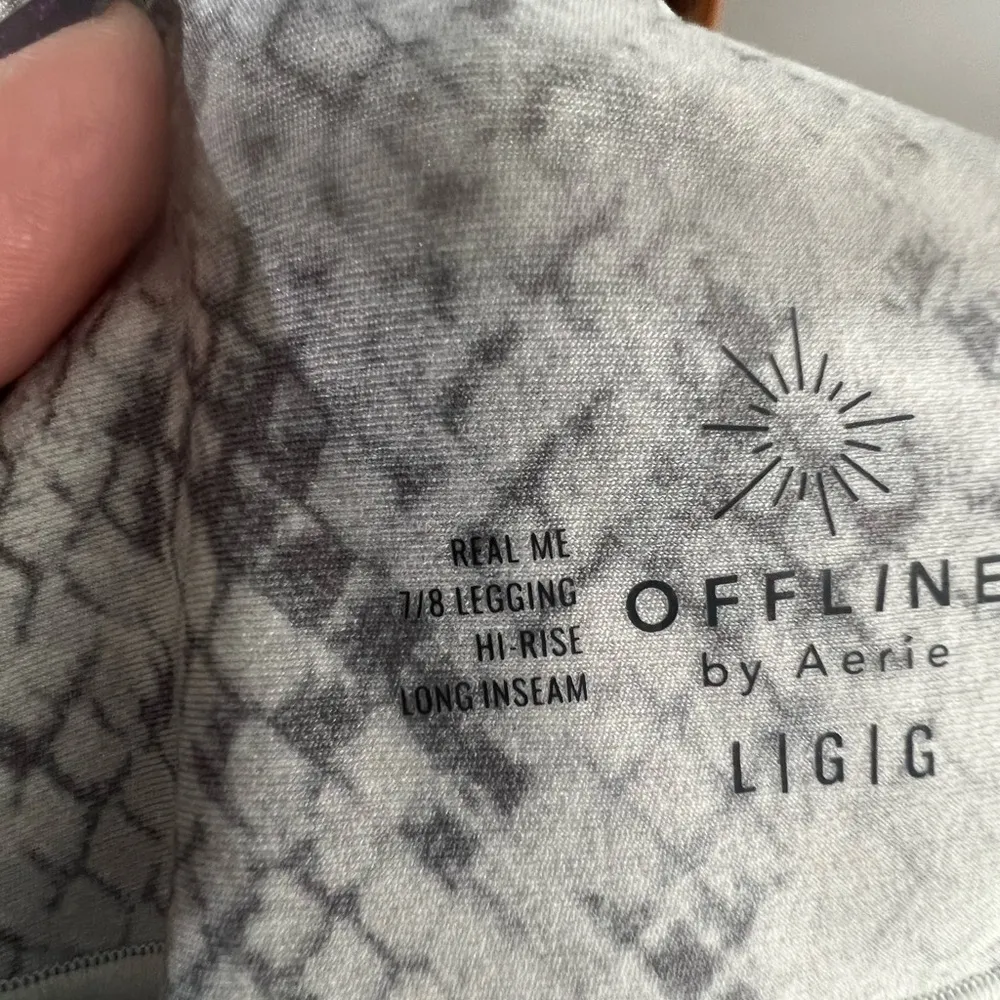 REAL ME
7/8 LEGGING
HI-RISE
LONG INSEAM
OFFLINE
by Aerie
L|G|G